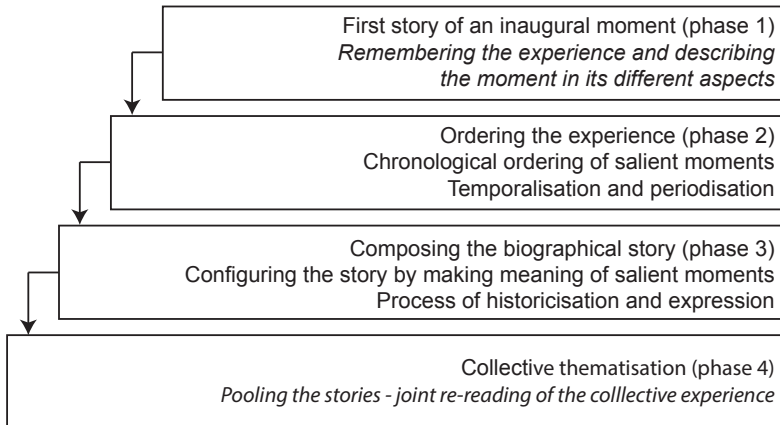 First story of an inaugural moment (phase 1)
Remembering the experience and describing
the moment in its different aspects
Ordering the experience (phase 2)
Chronological ordering of salient moments
Temporalisation and periodisation
Composing the biographical story (phase 3)
Configuring the story by making meaning of salient moments
Process of historicisation and expression
Collective thematisation (phase 4)
Pooling the stories - joint re-reading of the colllective experience